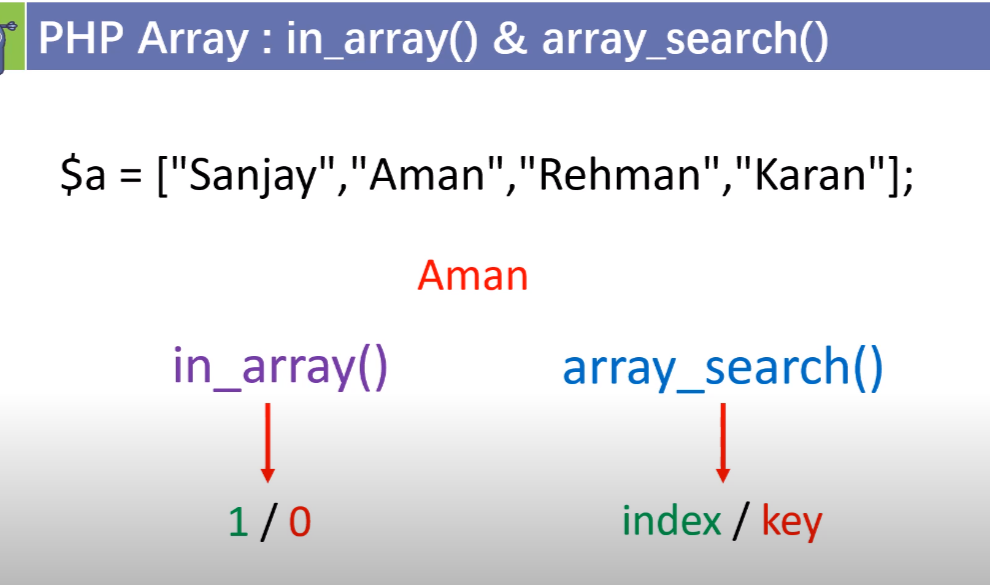 PHP Array : in_array() & array_search()
$a = ["Sanjay","Aman","Rehman","Karan"];
Aman
in_array() array_search()
1 / 0 index / key